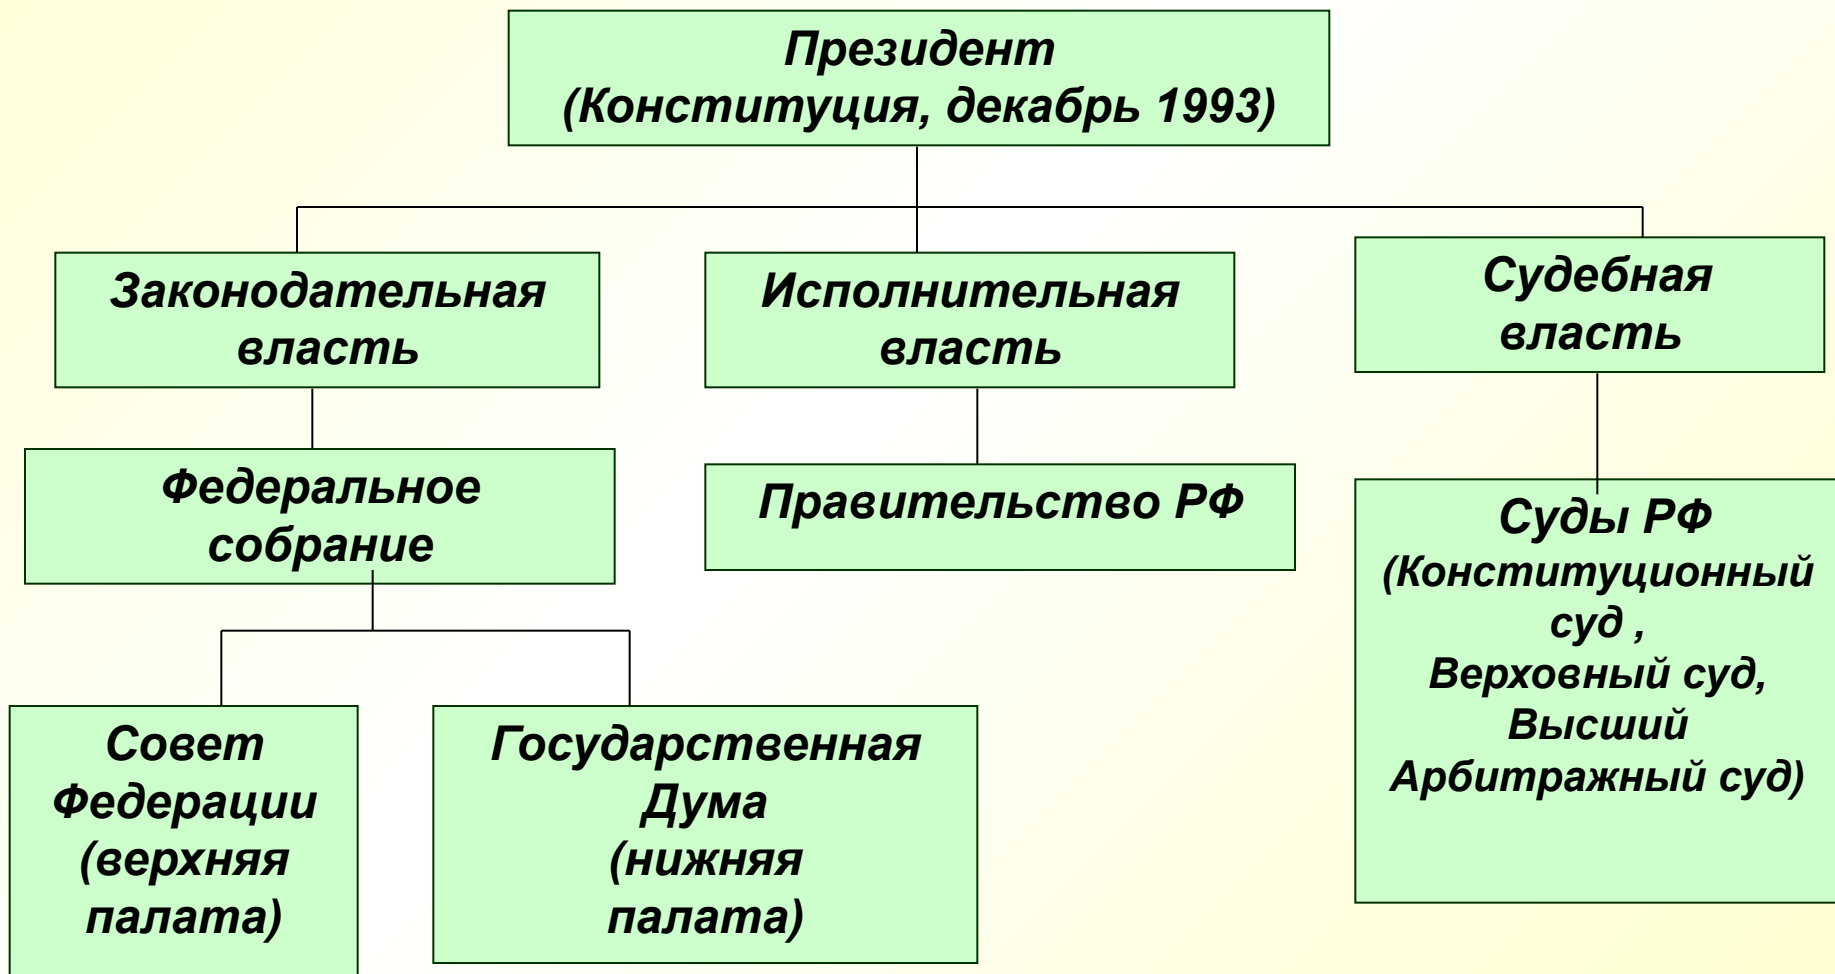 Президент
(Конституция, декабрь 1993)
Законодательная
власть
Исполнительная
власть
Судебная
власть
Федеральное
собрание
Правительство РФ
Суды РФ
(Конституционный
суд ,
Верховный суд,
Высший
Арбитражный суд)
Совет
Федерации
(верхняя
палата)
Государственная
Дума
(нижняя
палата)